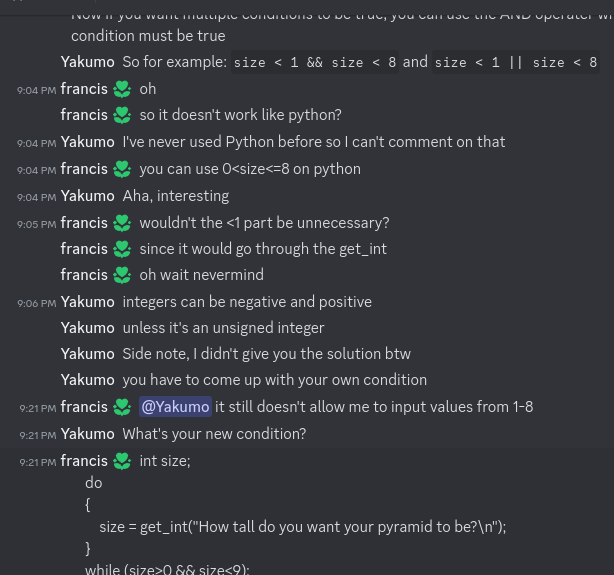 Now if you want multiple conditions to be true, you can use the AND operator
condition must be true
Yakumo So for example: size < 1 && size < 8 and size < 1 || size < 8
9:04 PM francis oh
francis so it doesn't work like python?
9:04 PM Yakumo I've never used Python before so I can't comment on that
9:04 PM francis you can use 0<size<=8 on python
9:04 PM Yakumo Aha, interesting
9:05 PM francis wouldn't the <1 part be unnecessary?
francis since it would go through the get_int
francis oh wait nevermind
9:06 PM Yakumo integers can be negative and positive
Yakumo unless it's an unsigned integer
Yakumo Side note, I didn't give you the solution btw
Yakumo you have to come up with your own condition
9:21 PM francis @Yakumo it still doesn't allow me to input values from 1-8
9:21 PM Yakumo What's your new condition?
9:21 PM francis int size;
do
{
size = get_int("How tall do you want your pyramid to be?\n");
}
while (size>0 && size<9);